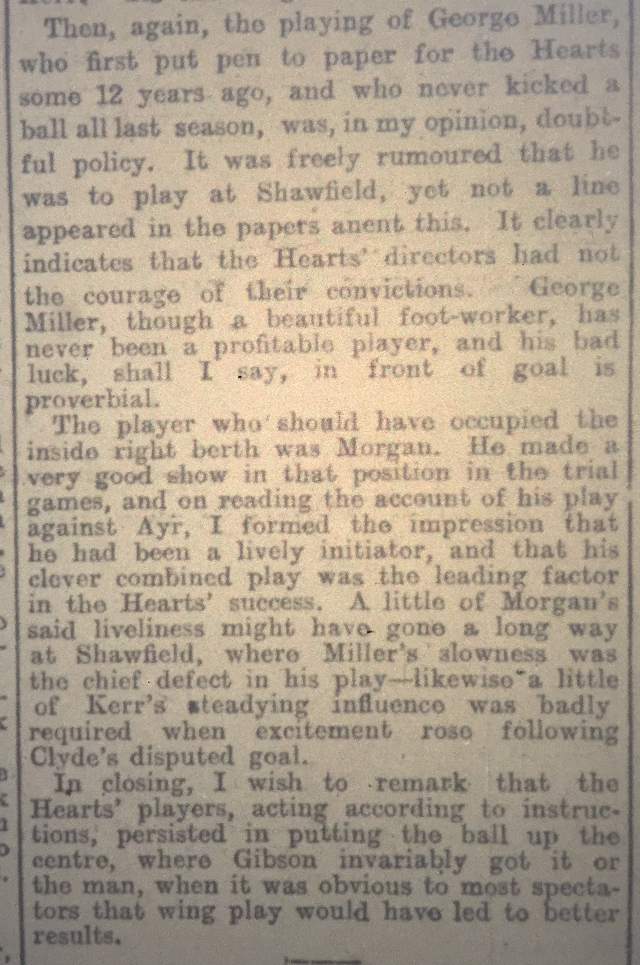 Then, again, the playing of George Miller,
who first put pen to paper for the Hearts
some 12 years ago, and who never kicked a
ball all last season, was, in my opinion, doubt-
ful policy. It was freely rumoured that he
was to play at Shawfield, yet not a line
appeared in the papers anent this. It clearly
indicates that the Hearts' directors had not
the courage of their convictions. George
Miller, though a beautiful foot-worker, has
never been a profitable player, and his bad
luck, shall I say, in front of goal is
proverbial.
The player who should have occupied the
inside right berth was Morgan. He made a
very good show in that position in the trial
games, and on reading the account of his play
against Ayr, I formed the impression that
he had been a lively initiator, and that his
clever combined play was the leading factor
in the Hearts' success. A little of Morgan's
said liveliness might have gone a long way
at Shawfield, where Miller's slowness was
the chief defect in his play—likewise a little
of Kerr's steadying influence was badly
required when excitement rose following
Clyde's disputed goal.
In closing, I wish to remark that the
Hearts' players, acting according to instruc-
tions, persisted in putting the ball up the
centre, where Gibson invariably got it or
the man, when it was obvious to most specta-
tors that wing play would have led to better
results.